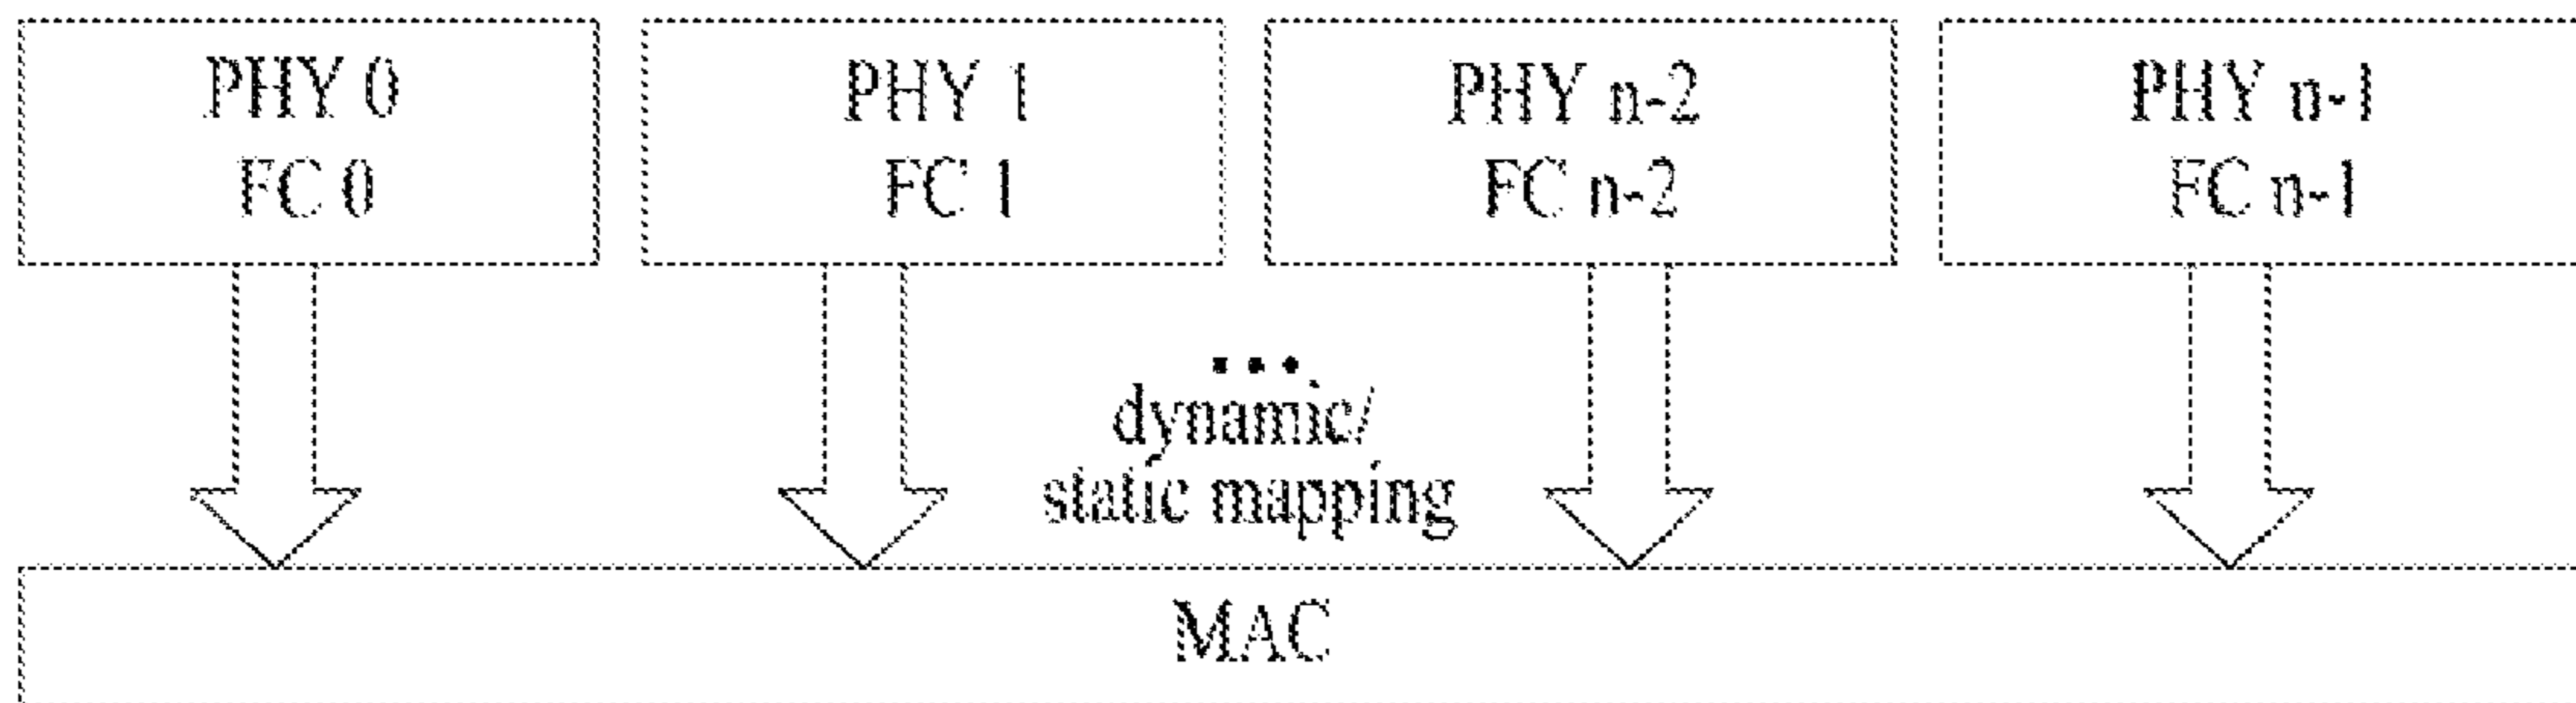 PHY 0
FC 0
PHY 1
FC 1
PHY n-2
FC n-2
PHY n-1
FC n-1
...
dynamic/
static mapping
MAC